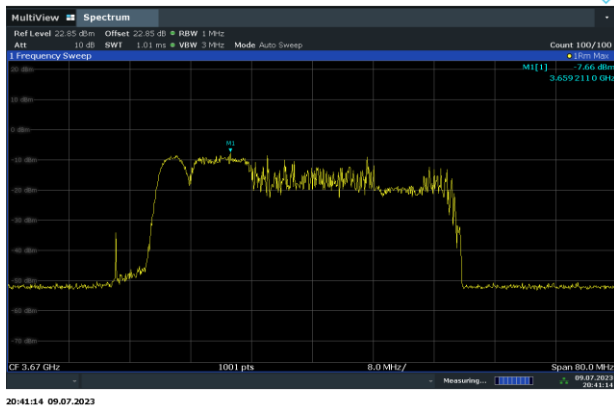 MultiView Spectrum
Ref Level 22.85 dBm Offset 22.85 dB RBW 1 MHz
Att 10 dB SWT 1.01 ms VBW 3 MHz Mode Auto Sweep Count 100/100
1 Frequency Sweep 1Rm Max
M1[1] -7.66 dBm
3.6592110 GHz
20 dBm
10 dBm
0 dBm
M1
-10 dBm
-20 dBm
-30 dBm
-40 dBm
-50 dBm
-60 dBm
-70 dBm
CF 3.67 GHz 1001 pts 8.0 MHz/ Span 80.0 MHz
Measuring... 09.07.2023
20:41:14
20:41:14 09.07.2023